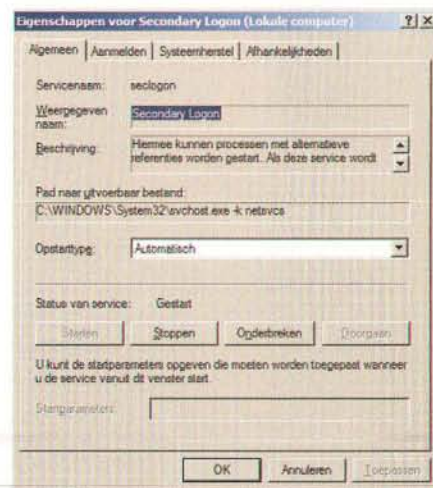 Eigenschappen voor Secondary Logon (Lokale computer)
Algemeen Aanmelden Systeemherstel Afhankelijkheden
Servicenaam: seclogon
Weergegeven naam: Secondary Logon
Beschrijving: Hiermee kunnen processen met alternatieve
referenties worden gestart. Als deze service wordt
Pad naar uitvoerbaar bestand:
C:\WINDOWS\System32\svchost.exe -k netsvcs
Opstarttype: Automatisch
Status van service: Gestart
Starten Stoppen Onderbreken Doorgaan
U kunt de startparameters opgeven die moeten worden toegepast wanneer
u de service vanuit dit venster start.
Startparameters:
OK Annuleren Toepassen